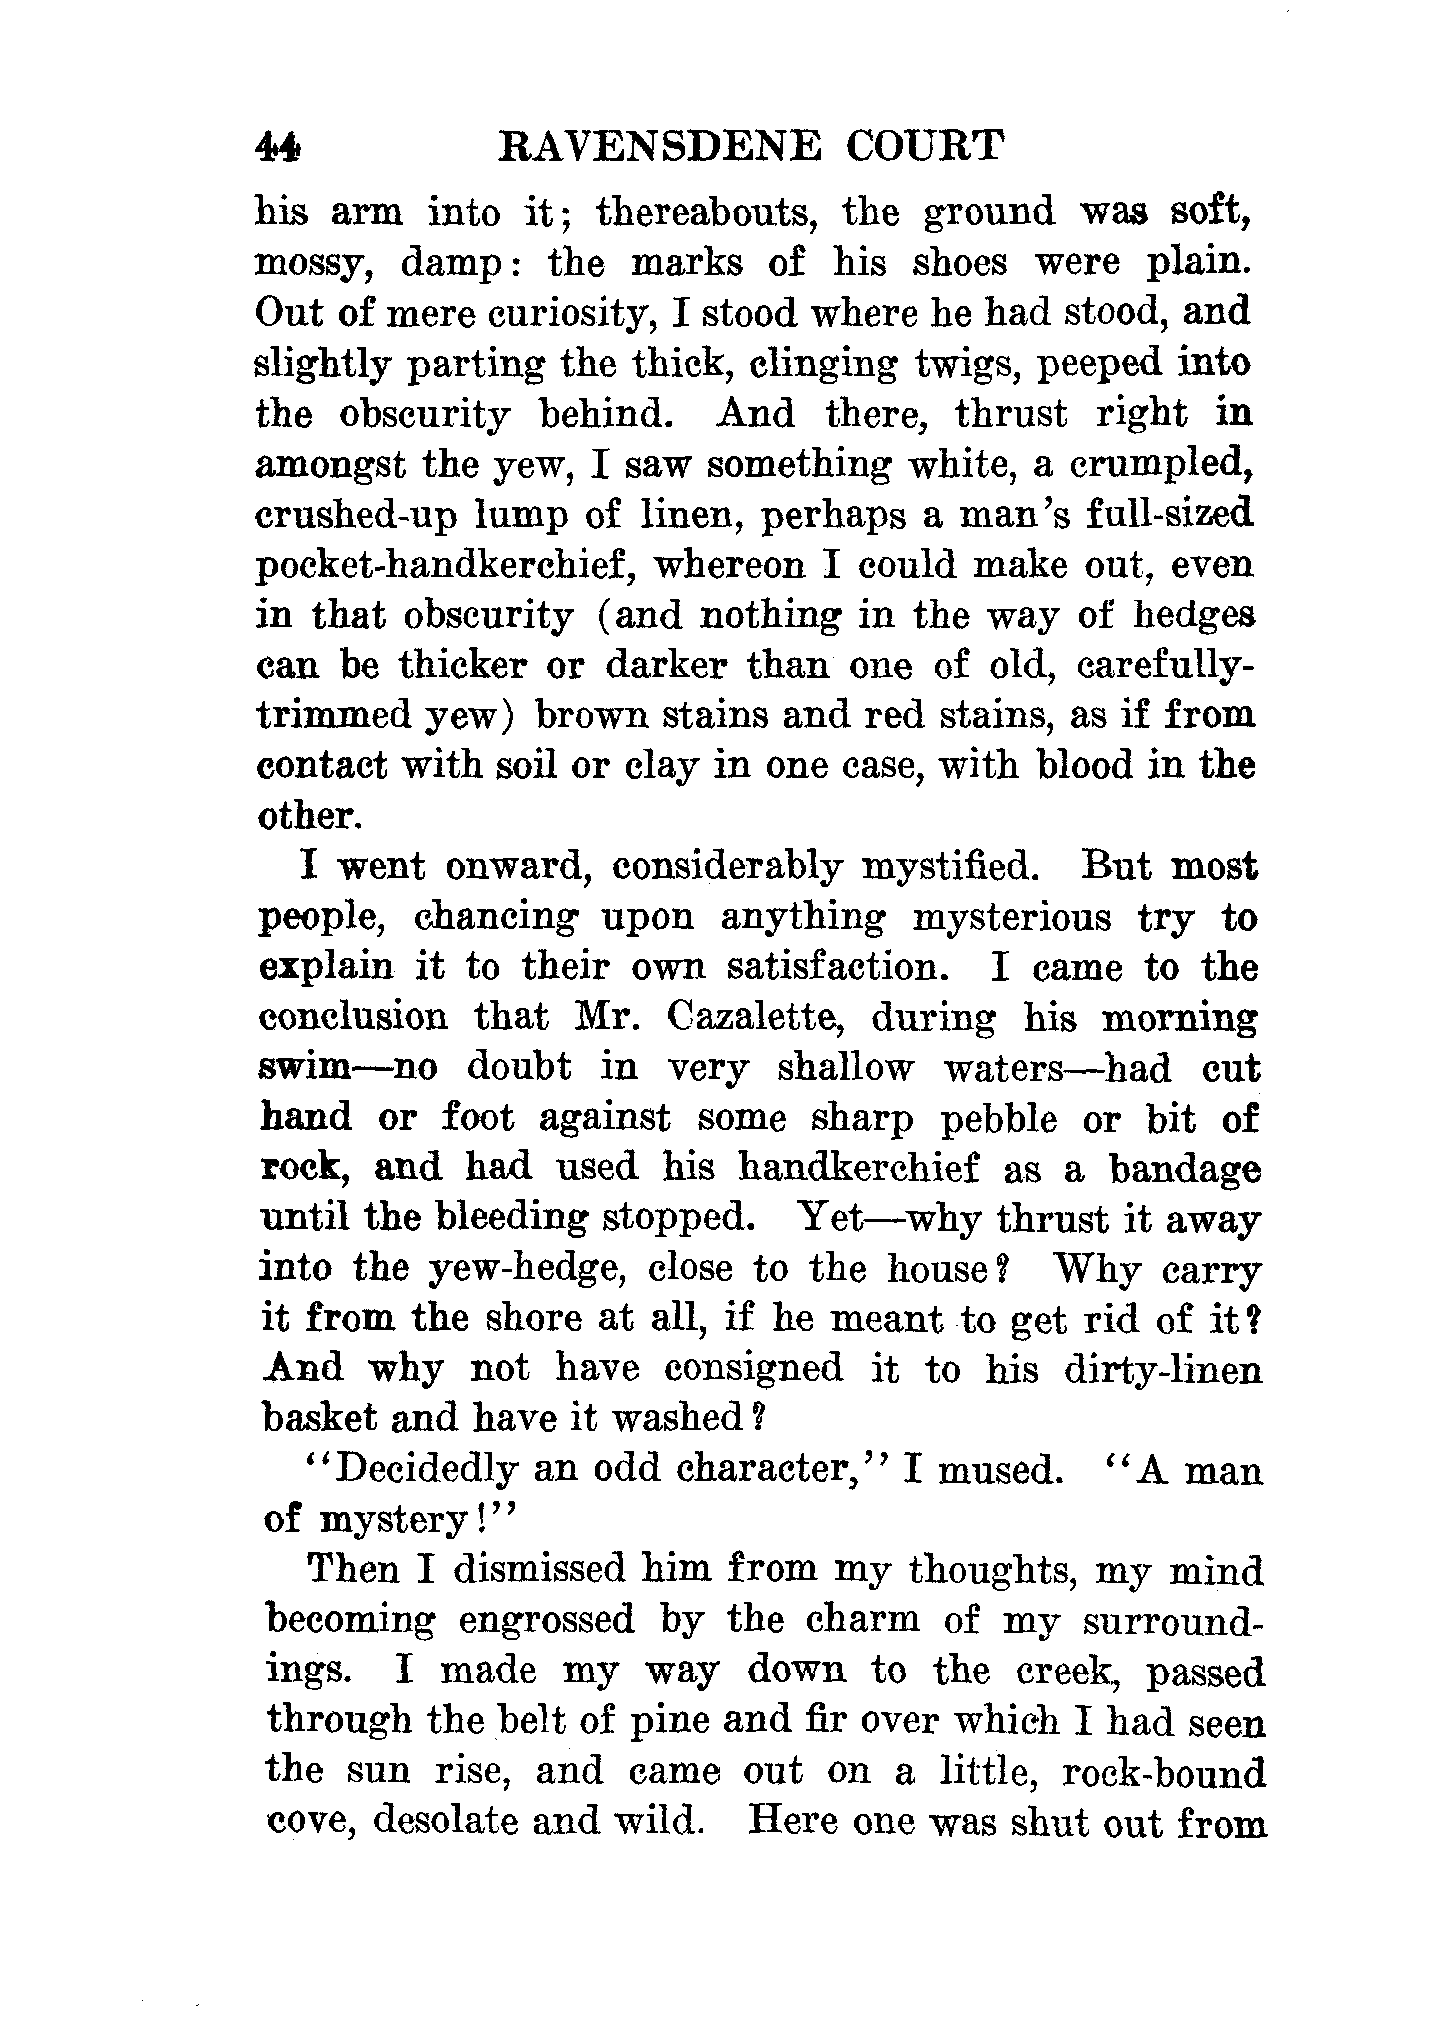 44 RAVENSDENE COURT
his arm into it; thereabouts, the ground was soft,
mossy, damp: the marks of his shoes were plain.
Out of mere curiosity, I stood where he had stood, and
slightly parting the thick, clinging twigs, peeped into
the obscurity behind. And there, thrust right in
amongst the yew, I saw something white, a crumpled,
crushed-up lump of linen, perhaps a man's full-sized
pocket-handkerchief, whereon I could make out, even
in that obscurity (and nothing in the way of hedges
can be thicker or darker than one of old, carefully-
trimmed yew) brown stains and red stains, as if from
contact with soil or clay in one case, with blood in the
other.
I went onward, considerably mystified. But most
people, chancing upon anything mysterious try to
explain it to their own satisfaction. I came to the
conclusion that Mr. Cazalette, during his morning
swim—no doubt in very shallow waters—had cut
hand or foot against some sharp pebble or bit of
rock, and had used his handkerchief as a bandage
until the bleeding stopped. Yet—why thrust it away
into the yew-hedge, close to the house? Why carry
it from the shore at all, if he meant to get rid of it?
And why not have consigned it to his dirty-linen
basket and have it washed?
"Decidedly an odd character," I mused. "A man
of mystery!"
Then I dismissed him from my thoughts, my mind
becoming engrossed by the charm of my surround-
ings. I made my way down to the creek, passed
through the belt of pine and fir over which I had seen
the sun rise, and came out on a little, rock-bound
cove, desolate and wild. Here one was shut out from